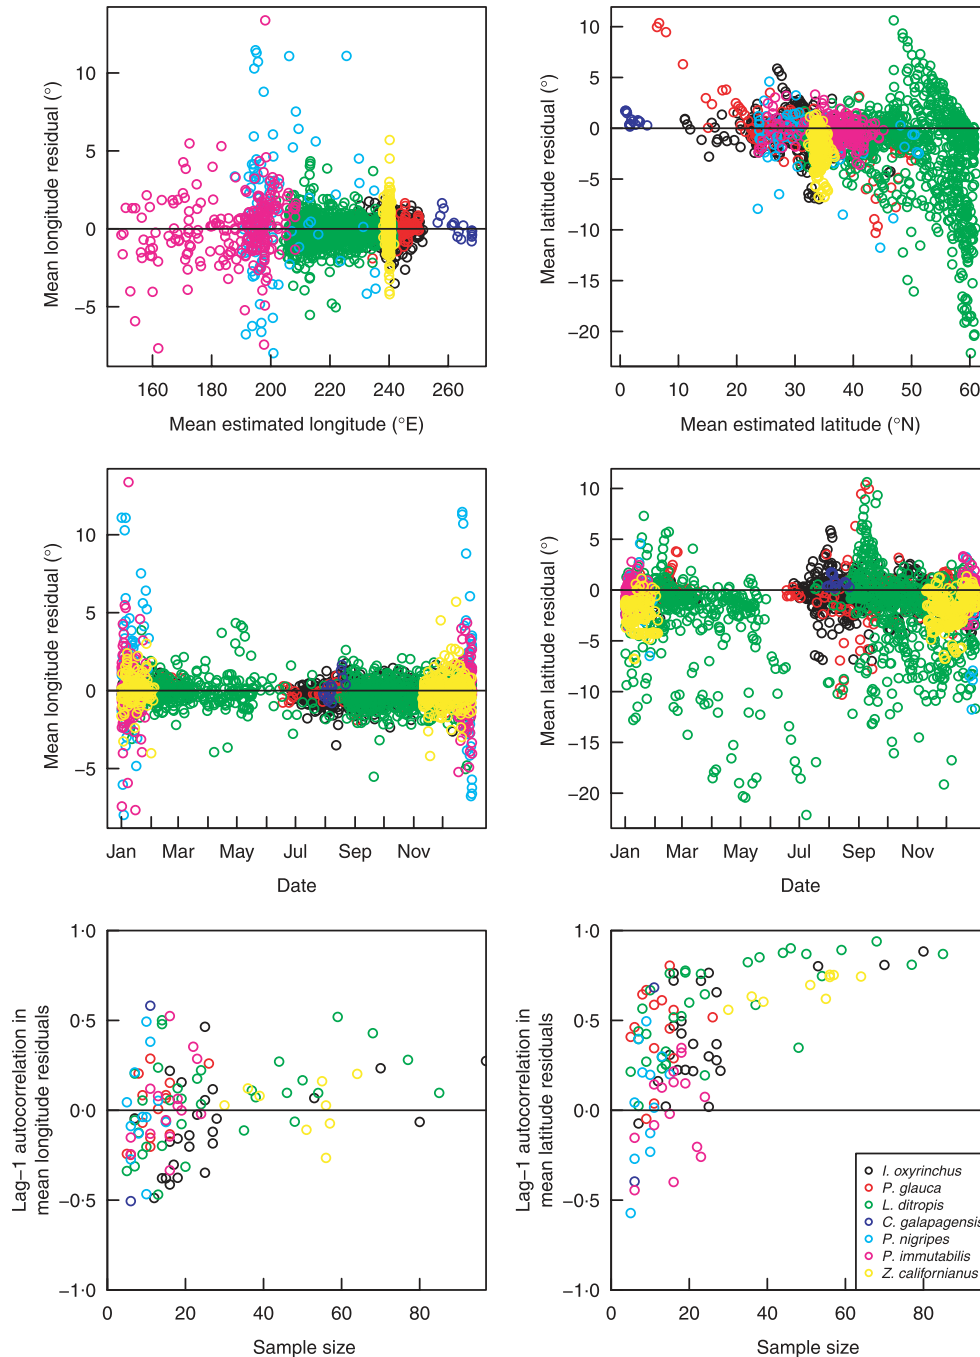 Mean longitude residual (°)
10
5
0
−5
160
180
200
220
240
260
Mean estimated longitude (°E)
Mean latitude residual (°)
10
5
0
−5
−10
−15
−20
0
10
20
30
40
50
60
Mean estimated latitude (°N)
Mean longitude residual (°)
10
5
0
−5
Jan
Mar
May
Jul
Sep
Nov
Date
Mean latitude residual (°)
10
5
0
−5
−10
−15
−20
Jan
Mar
May
Jul
Sep
Nov
Date
Lag−1 autocorrelation in
mean longitude residuals
1·0
0·5
0·0
−0·5
−1·0
0
20
40
60
80
Sample size
Lag−1 autocorrelation in
mean latitude residuals
1·0
0·5
0·0
−0·5
−1·0
0
20
40
60
80
Sample size
I. oxyrinchus
P. glauca
L. ditropis
C. galapagensis
P. nigripes
P. immutabilis
Z. californianus